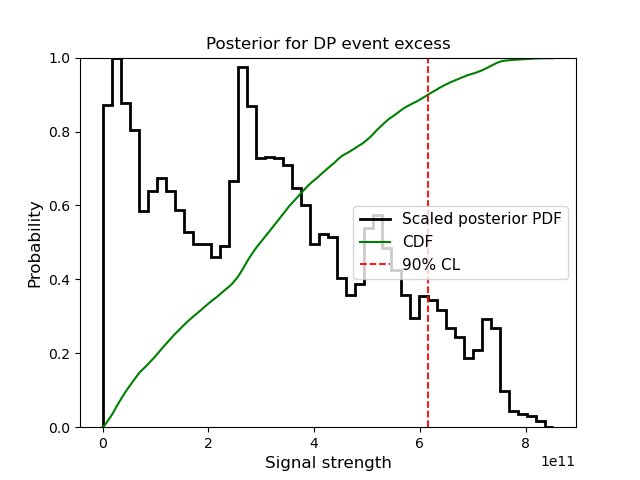 Posterior for DP event excess
1.0
0.8
0.6
0.4
0.2
0.0
Probability
Scaled posterior PDF
CDF
90% CL
0 2 4 6 8
1e11
Signal strength